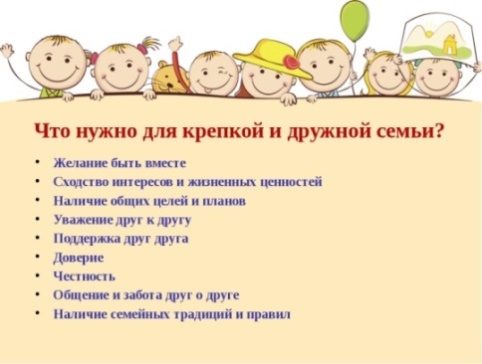 Что нужно для крепкой и дружной семьи?
• Желание быть вместе
• Сходство интересов и жизненных ценностей
• Наличие общих целей и планов
• Уважение друг к другу
• Поддержка друг друга
• Доверие
• Честность
• Общение и забота друг о друге
• Наличие семейных традиций и правил